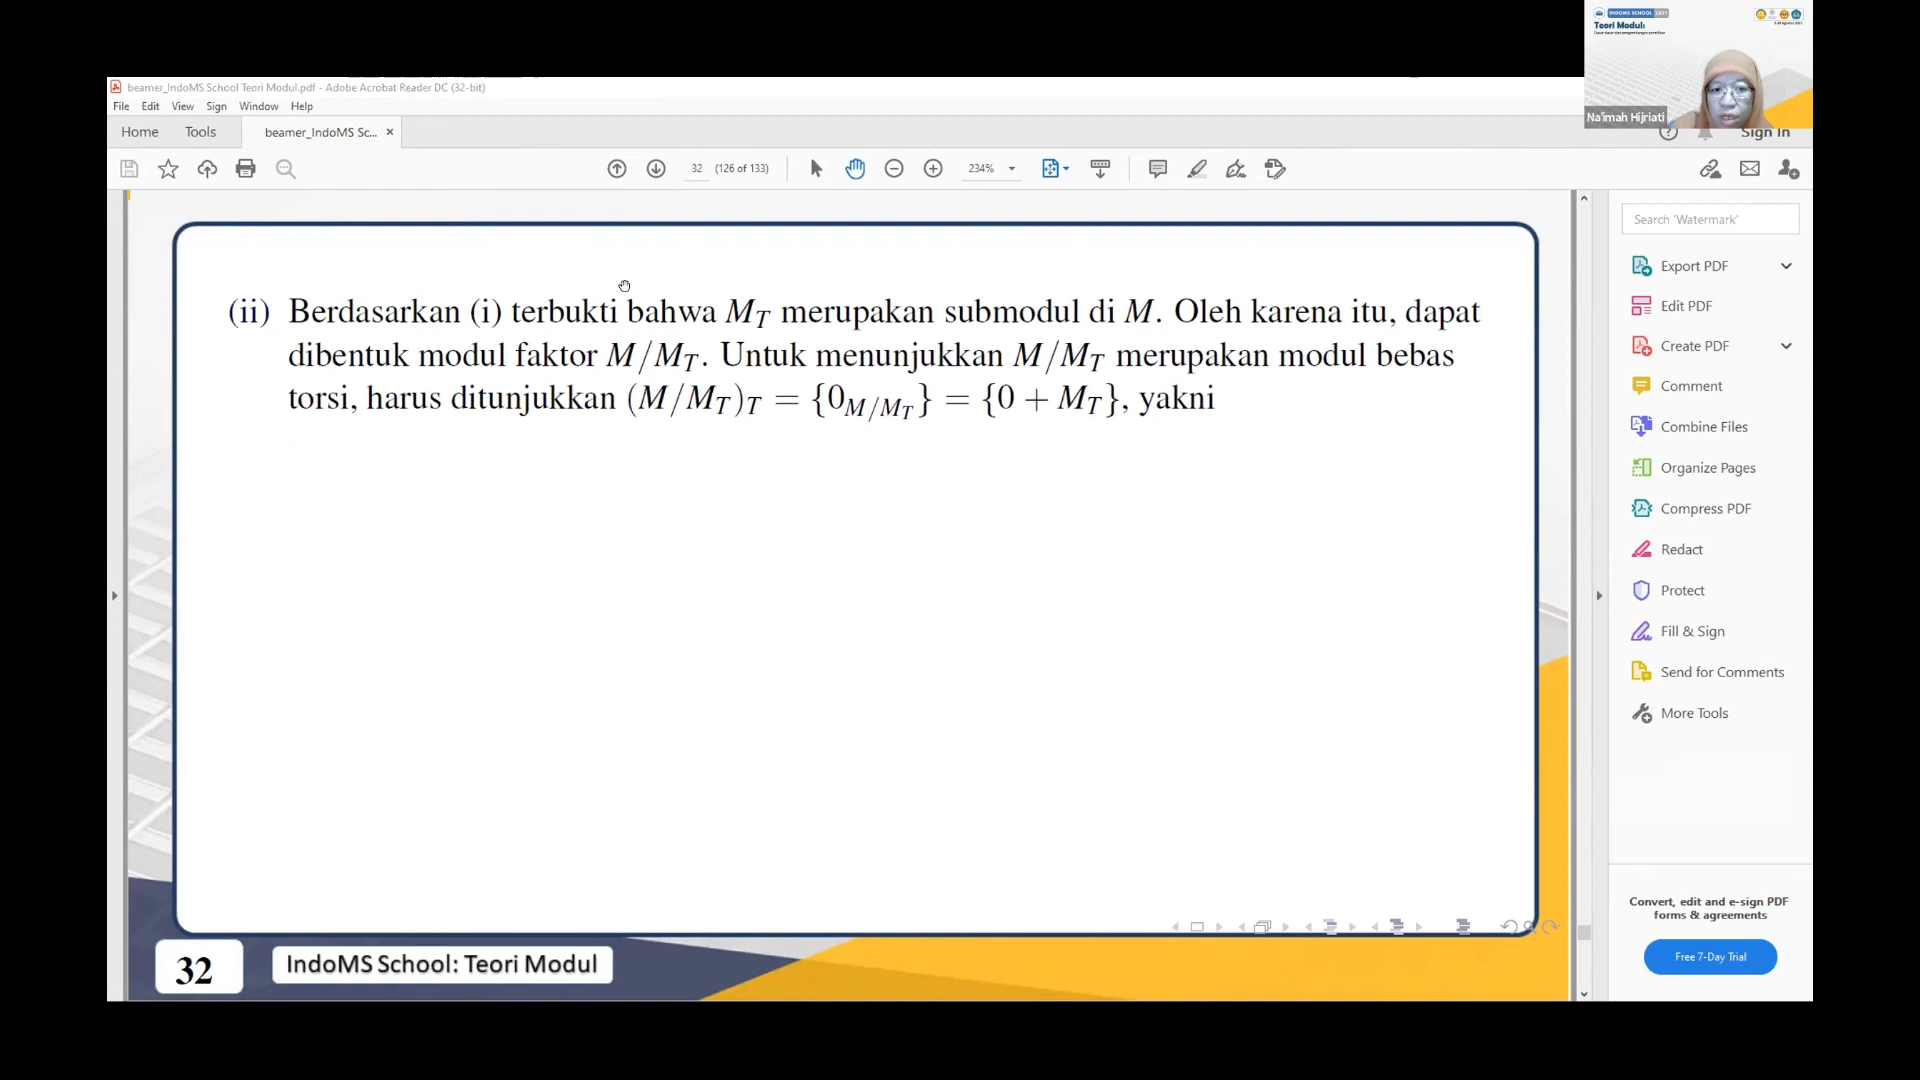 INDOMS SCHOOL 2021
Teori Modul:
Na'imah Hijriati
beamer_IndoMS School Teori Modul.pdf - Adobe Acrobat Reader DC (32-bit)
File Edit View Sign Window Help
Home Tools beamer_IndoMS Sc... ×
Sign In
32 (126 of 133) 234%
Search 'Watermark'
(ii) Berdasarkan (i) terbukti bahwa M_T merupakan submodul di M. Oleh karena itu, dapat
dibentuk modul faktor M/M_T. Untuk menunjukkan M/M_T merupakan modul bebas
torsi, harus ditunjukkan (M/M_T)_T = {0_{M/M_T}} = {0 + M_T}, yakni
Export PDF
Edit PDF
Create PDF
Comment
Combine Files
Organize Pages
Compress PDF
Redact
Protect
Fill & Sign
Send for Comments
More Tools
Convert, edit and e-sign PDF
forms & agreements
Free 7-Day Trial
32 IndoMS School: Teori Modul